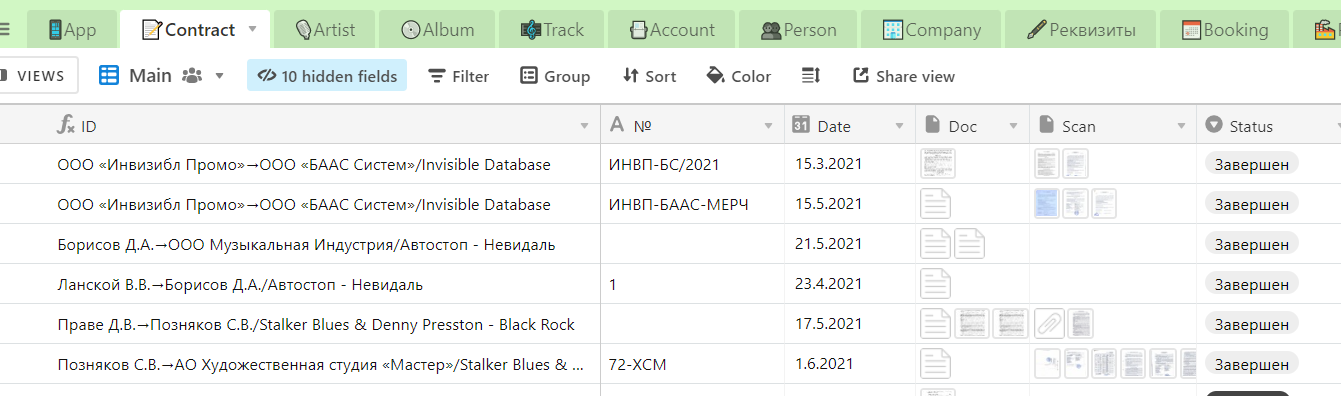 App Contract Artist Album Track Account Person Company Реквизиты Booking
VIEWS Main 10 hidden fields Filter Group Sort Color Share view
ID № Date Doc Scan Status
ООО «Инвизибл Промо»→ООО «БААС Систем»/Invisible Database ИНВП-БС/2021 15.3.2021 Завершен
ООО «Инвизибл Промо»→ООО «БААС Систем»/Invisible Database ИНВП-БААС-МЕРЧ 15.5.2021 Завершен
Борисов Д.А.→ООО Музыкальная Индустрия/Автостоп - Невидаль 21.5.2021 Завершен
Ланской В.В.→Борисов Д.А./Автостоп - Невидаль 1 23.4.2021 Завершен
Праве Д.В.→Позняков С.В./Stalker Blues & Denny Presston - Black Rock 17.5.2021 Завершен
Позняков С.В.→АО Художественная студия «Мастер»/Stalker Blues & ... 72-ХСМ 1.6.2021 Завершен